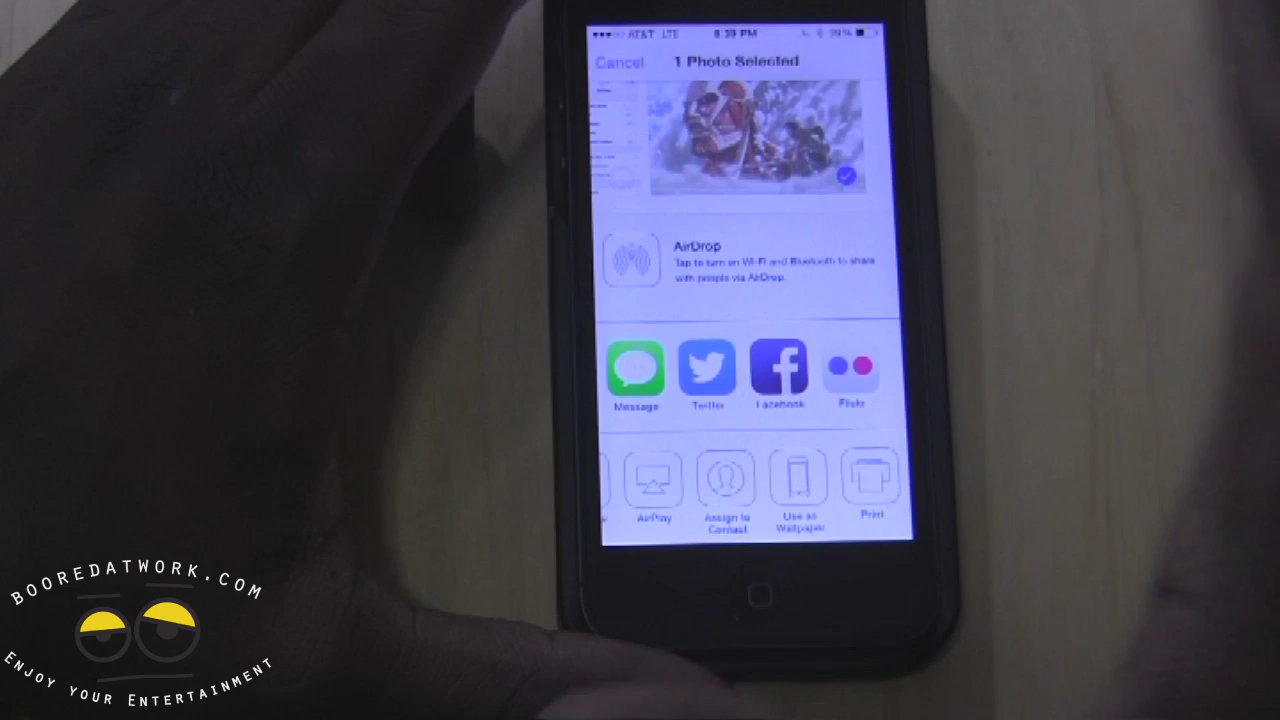 AT&T LTE 8:39 PM 39%
Cancel 1 Photo Selected
AirDrop
Tap to turn on Wi-Fi and Bluetooth to share
with people via AirDrop.
Message Twitter Facebook Flickr
AirPlay Assign to Contact Use as Wallpaper Print
BOOREDATWORK.COM
ENJOY YOUR ENTERTAINMENT